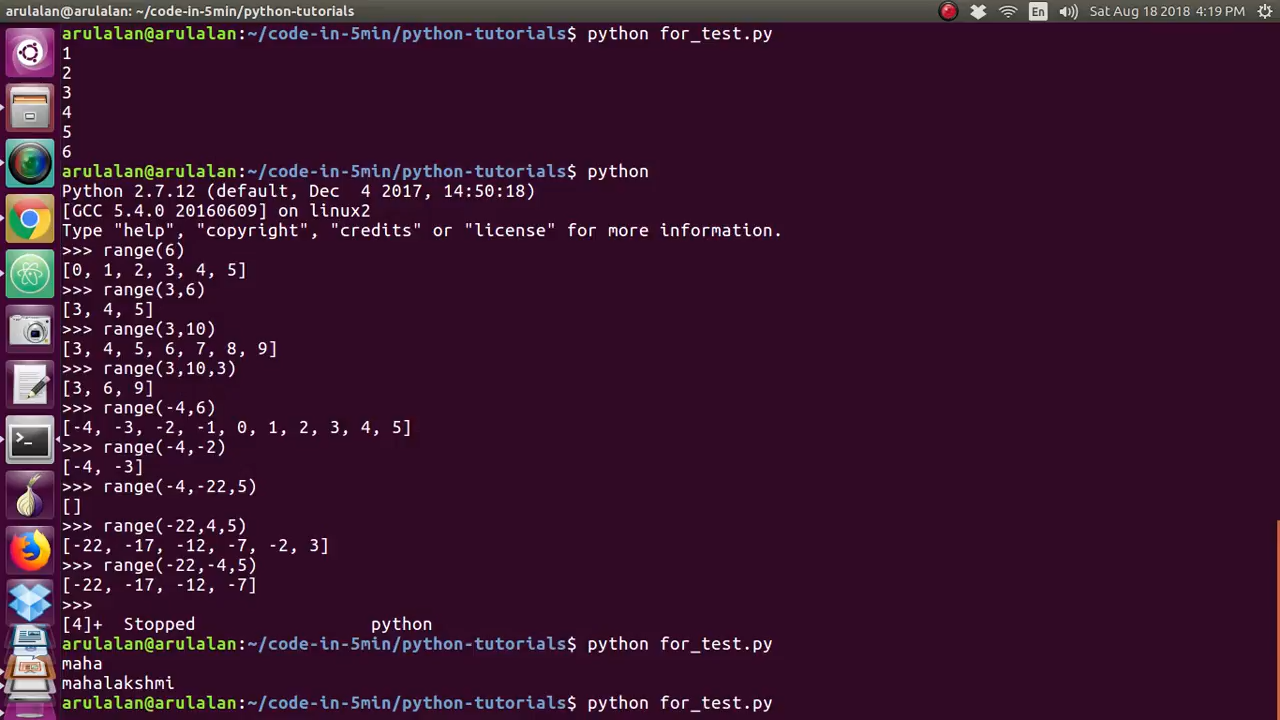 arulalan@arulalan: ~/code-in-5min/python-tutorials
En
Sat Aug 18 2018 4:19 PM
arulalan@arulalan:~/code-in-5min/python-tutorials$ python for_test.py
1
2
3
4
5
6
arulalan@arulalan:~/code-in-5min/python-tutorials$ python
Python 2.7.12 (default, Dec  4 2017, 14:50:18)
[GCC 5.4.0 20160609] on linux2
Type "help", "copyright", "credits" or "license" for more information.
>>> range(6)
[0, 1, 2, 3, 4, 5]
>>> range(3,6)
[3, 4, 5]
>>> range(3,10)
[3, 4, 5, 6, 7, 8, 9]
>>> range(3,10,3)
[3, 6, 9]
>>> range(-4,6)
[-4, -3, -2, -1, 0, 1, 2, 3, 4, 5]
>>> range(-4,-2)
[-4, -3]
>>> range(-4,-22,5)
[]
>>> range(-22,4,5)
[-22, -17, -12, -7, -2, 3]
>>> range(-22,-4,5)
[-22, -17, -12, -7]
>>>
[4]+  Stopped                 python
arulalan@arulalan:~/code-in-5min/python-tutorials$ python for_test.py
maha
mahalakshmi
arulalan@arulalan:~/code-in-5min/python-tutorials$ python for_test.py